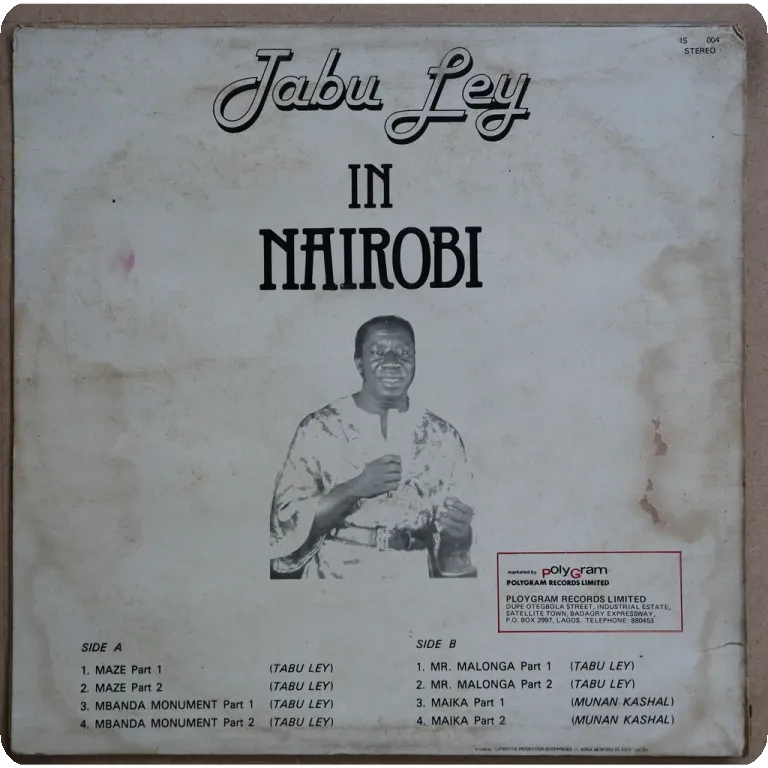 IS 004
STEREO
Tabu Ley
IN
NAIROBI
marketed by PolyGram
POLYGRAM RECORDS LIMITED
PLOYGRAM RECORDS LIMITED
DUPE OTEGBOLA STREET, INDUSTRIAL ESTATE,
SATELLITE TOWN, BADAGRY EXPRESSWAY,
P.O. BOX 2997, LAGOS. TELEPHONE: 880453
SIDE A
1. MAZE Part 1 (TABU LEY)
2. MAZE Part 2 (TABU LEY)
3. MBANDA MONUMENT Part 1 (TABU LEY)
4. MBANDA MONUMENT Part 2 (TABU LEY)
SIDE B
1. MR. MALONGA Part 1 (TABU LEY)
2. MR. MALONGA Part 2 (TABU LEY)
3. MAIKA Part 1 (MUNAN KASHAL)
4. MAIKA Part 2 (MUNAN KASHAL)